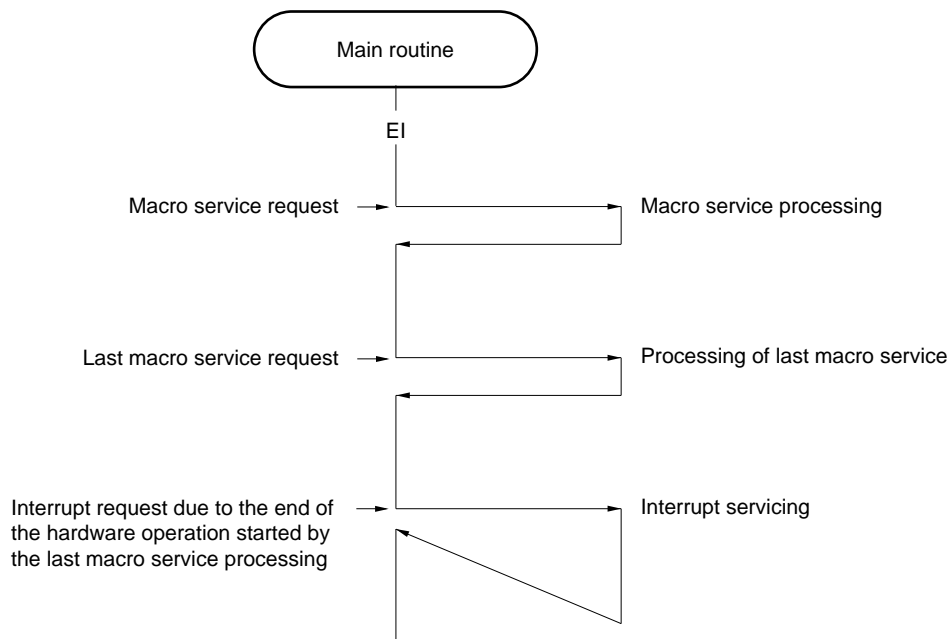 Main routine
EI
Macro service request
Macro service processing
Last macro service request
Processing of last macro service
Interrupt request due to the end of
the hardware operation started by
the last macro service processing
Interrupt servicing